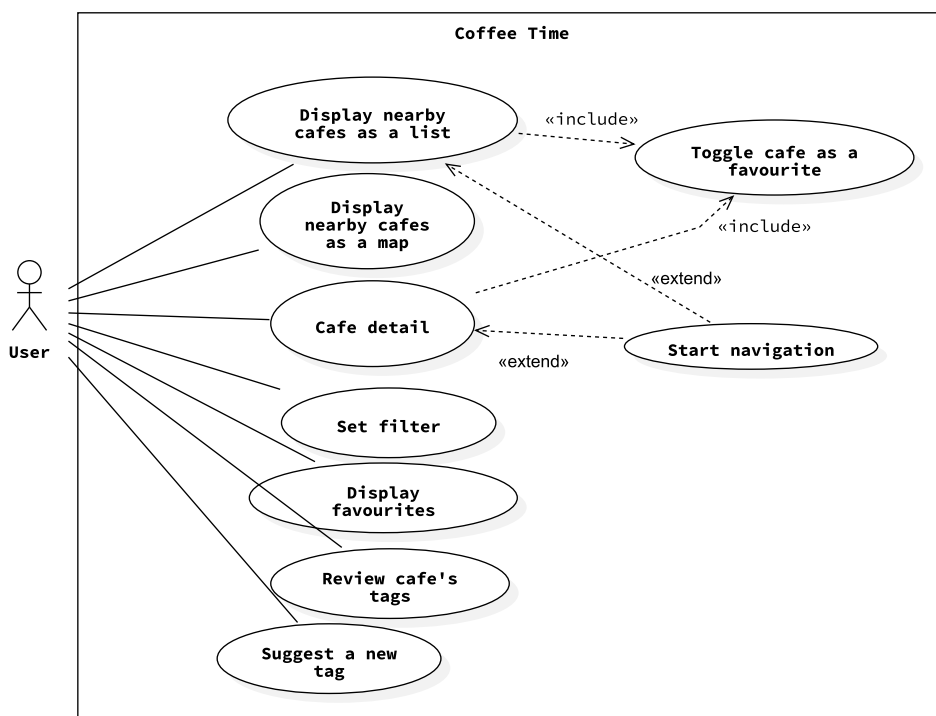 Coffee Time
Display nearby
cafes as a list
«include»
Toggle cafe as a
favourite
Display
nearby cafes
as a map
«include»
«extend»
User
Cafe detail
«extend»
Start navigation
Set filter
Display
favourites
Review cafe's
tags
Suggest a new
tag